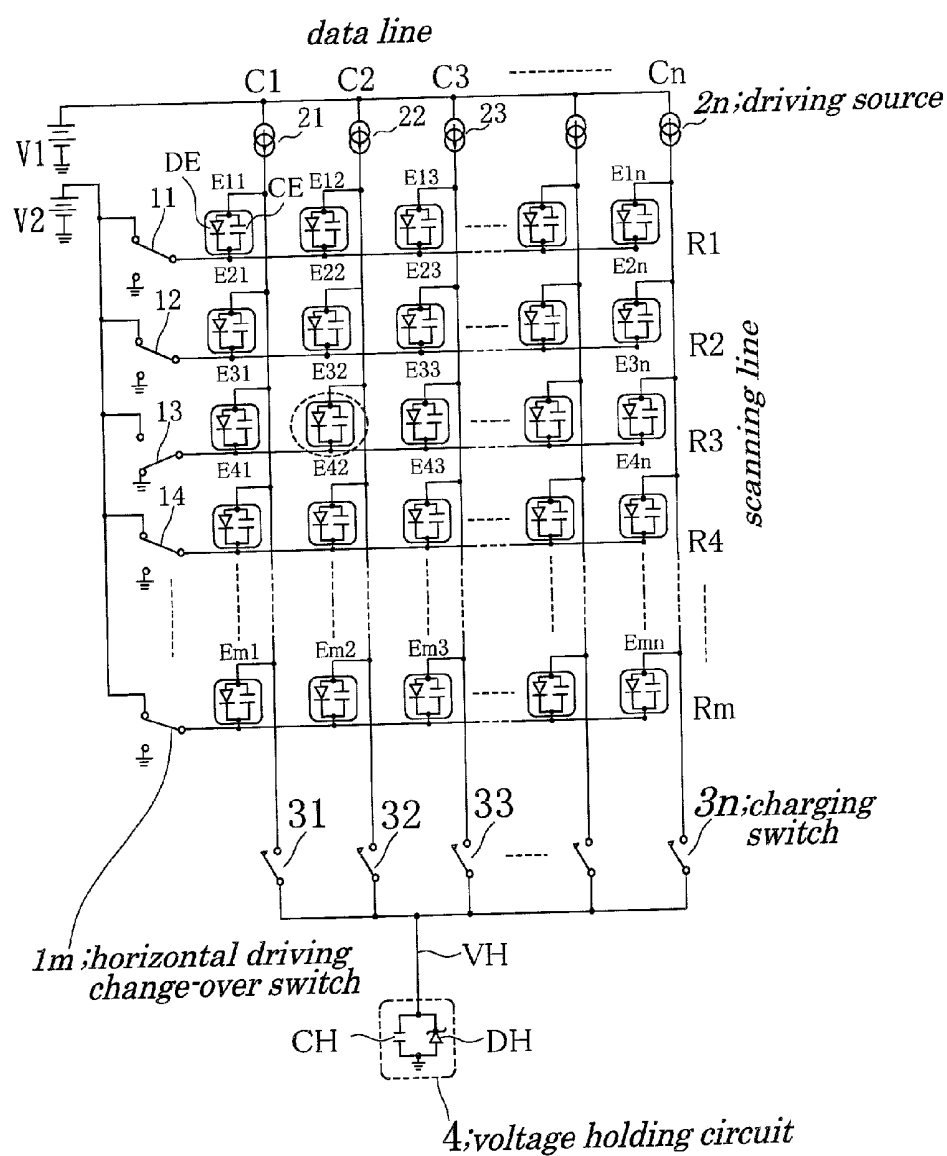 data line
C1 C2 C3 Cn
21 22 23 2n;driving source
V1
DE E11 CE E12 E13 E1n
V2
11
R1
E21 E22 E23 E2n
12
R2
E31 E32 E33 E3n
scanning line
13
R3
E41 E42 E43 E4n
14
R4
Em1 Em2 Em3 Emn
Rm
31 32 33 3n;charging
switch
1m;horizontal driving
change-over switch
VH
CH DH
4;voltage holding circuit